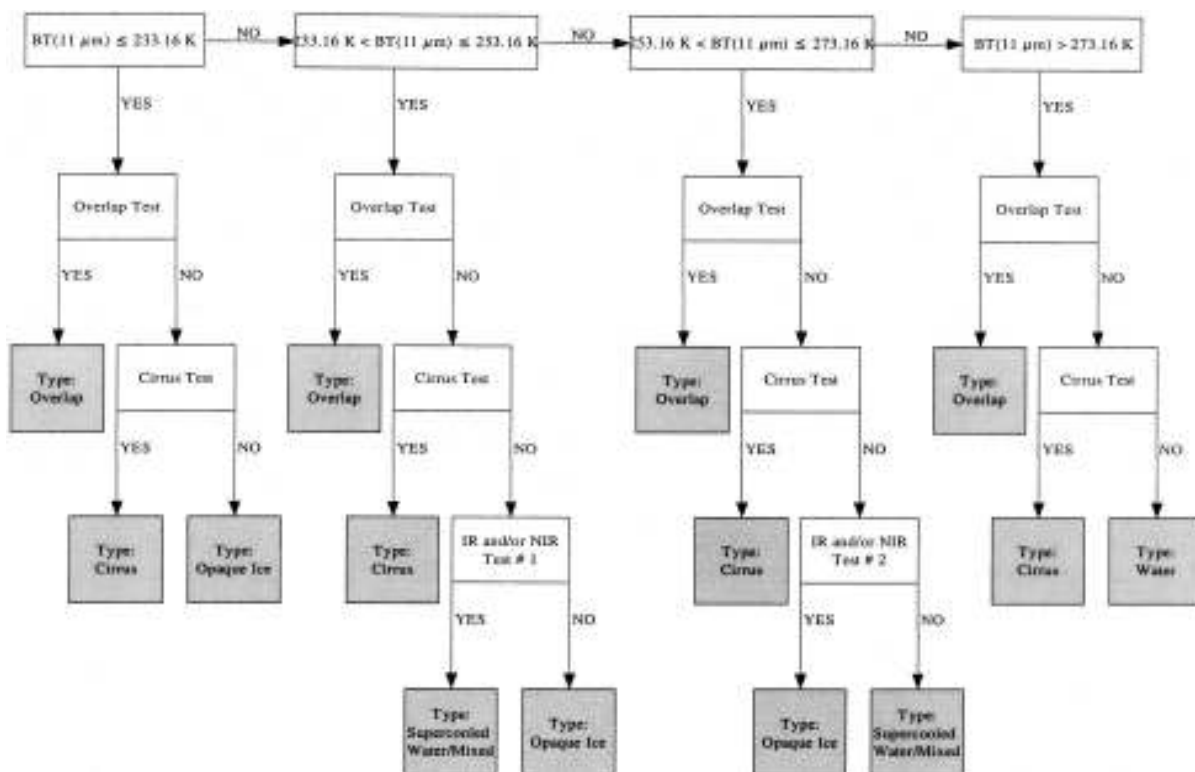 BT(11 μm) ≤ 233.16 K
NO
33.16 K < BT(11 μm) ≤ 253.16 K
NO
53.16 K < BT(11 μm) ≤ 273.16 K
NO
BT(11 μm) > 273.16 K
YES
YES
YES
YES
Overlap Test
Overlap Test
Overlap Test
Overlap Test
YES
NO
YES
NO
YES
NO
YES
NO
Type:
Overlap
Cirrus Test
Type:
Overlap
Cirrus Test
Type:
Overlap
Cirrus Test
Type:
Overlap
Cirrus Test
YES
NO
YES
NO
YES
NO
YES
NO
Type:
Cirrus
Type:
Opaque Ice
Type:
Cirrus
IR and/or NIR
Test # 1
Type:
Cirrus
IR and/or NIR
Test # 2
Type:
Cirrus
Type:
Water
YES
NO
YES
NO
Type:
Supercooled
Water/Mixed
Type:
Opaque Ice
Type:
Opaque Ice
Type:
Supercooled
Water/Mixed